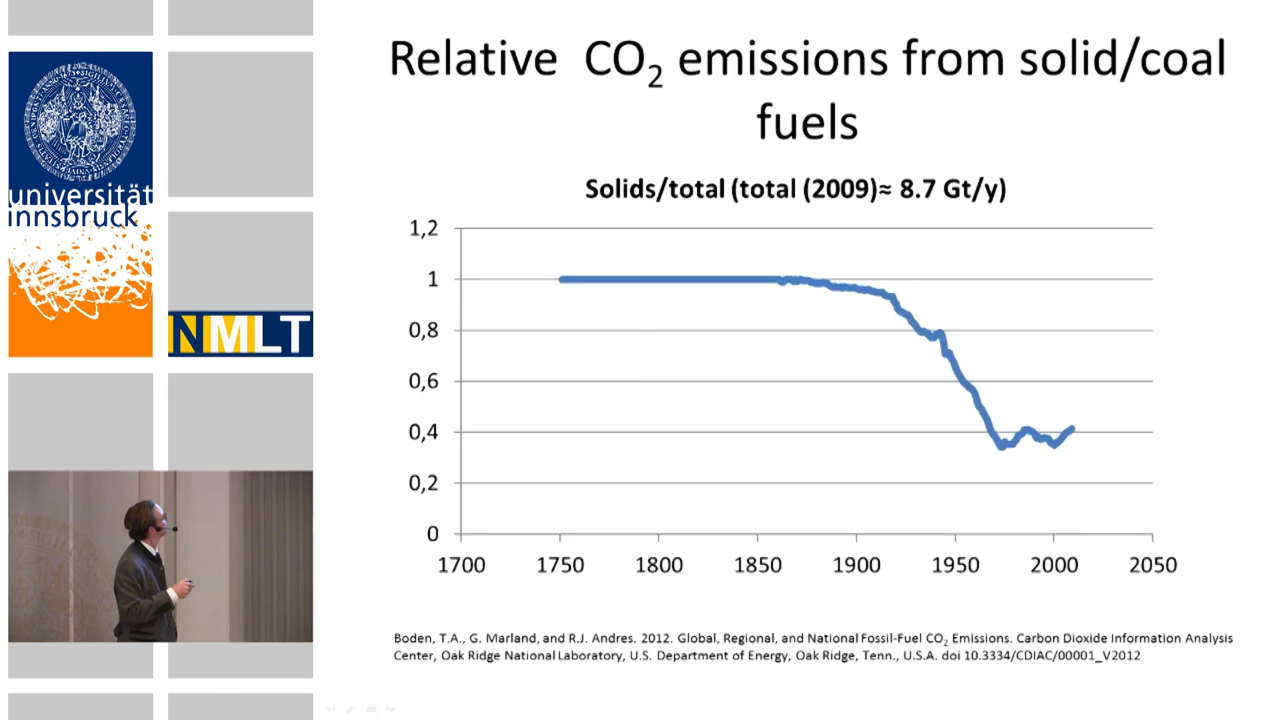 Relative CO₂ emissions from solid/coal
fuels
universität
innsbruck
NMLT
Solids/total (total (2009)≈ 8.7 Gt/y)
1,2
1
0,8
0,6
0,4
0,2
0
1700 1750 1800 1850 1900 1950 2000 2050
Boden, T.A., G. Marland, and R.J. Andres. 2012. Global, Regional, and National Fossil-Fuel CO₂ Emissions. Carbon Dioxide Information Analysis
Center, Oak Ridge National Laboratory, U.S. Department of Energy, Oak Ridge, Tenn., U.S.A. doi 10.3334/CDIAC/00001_V2012